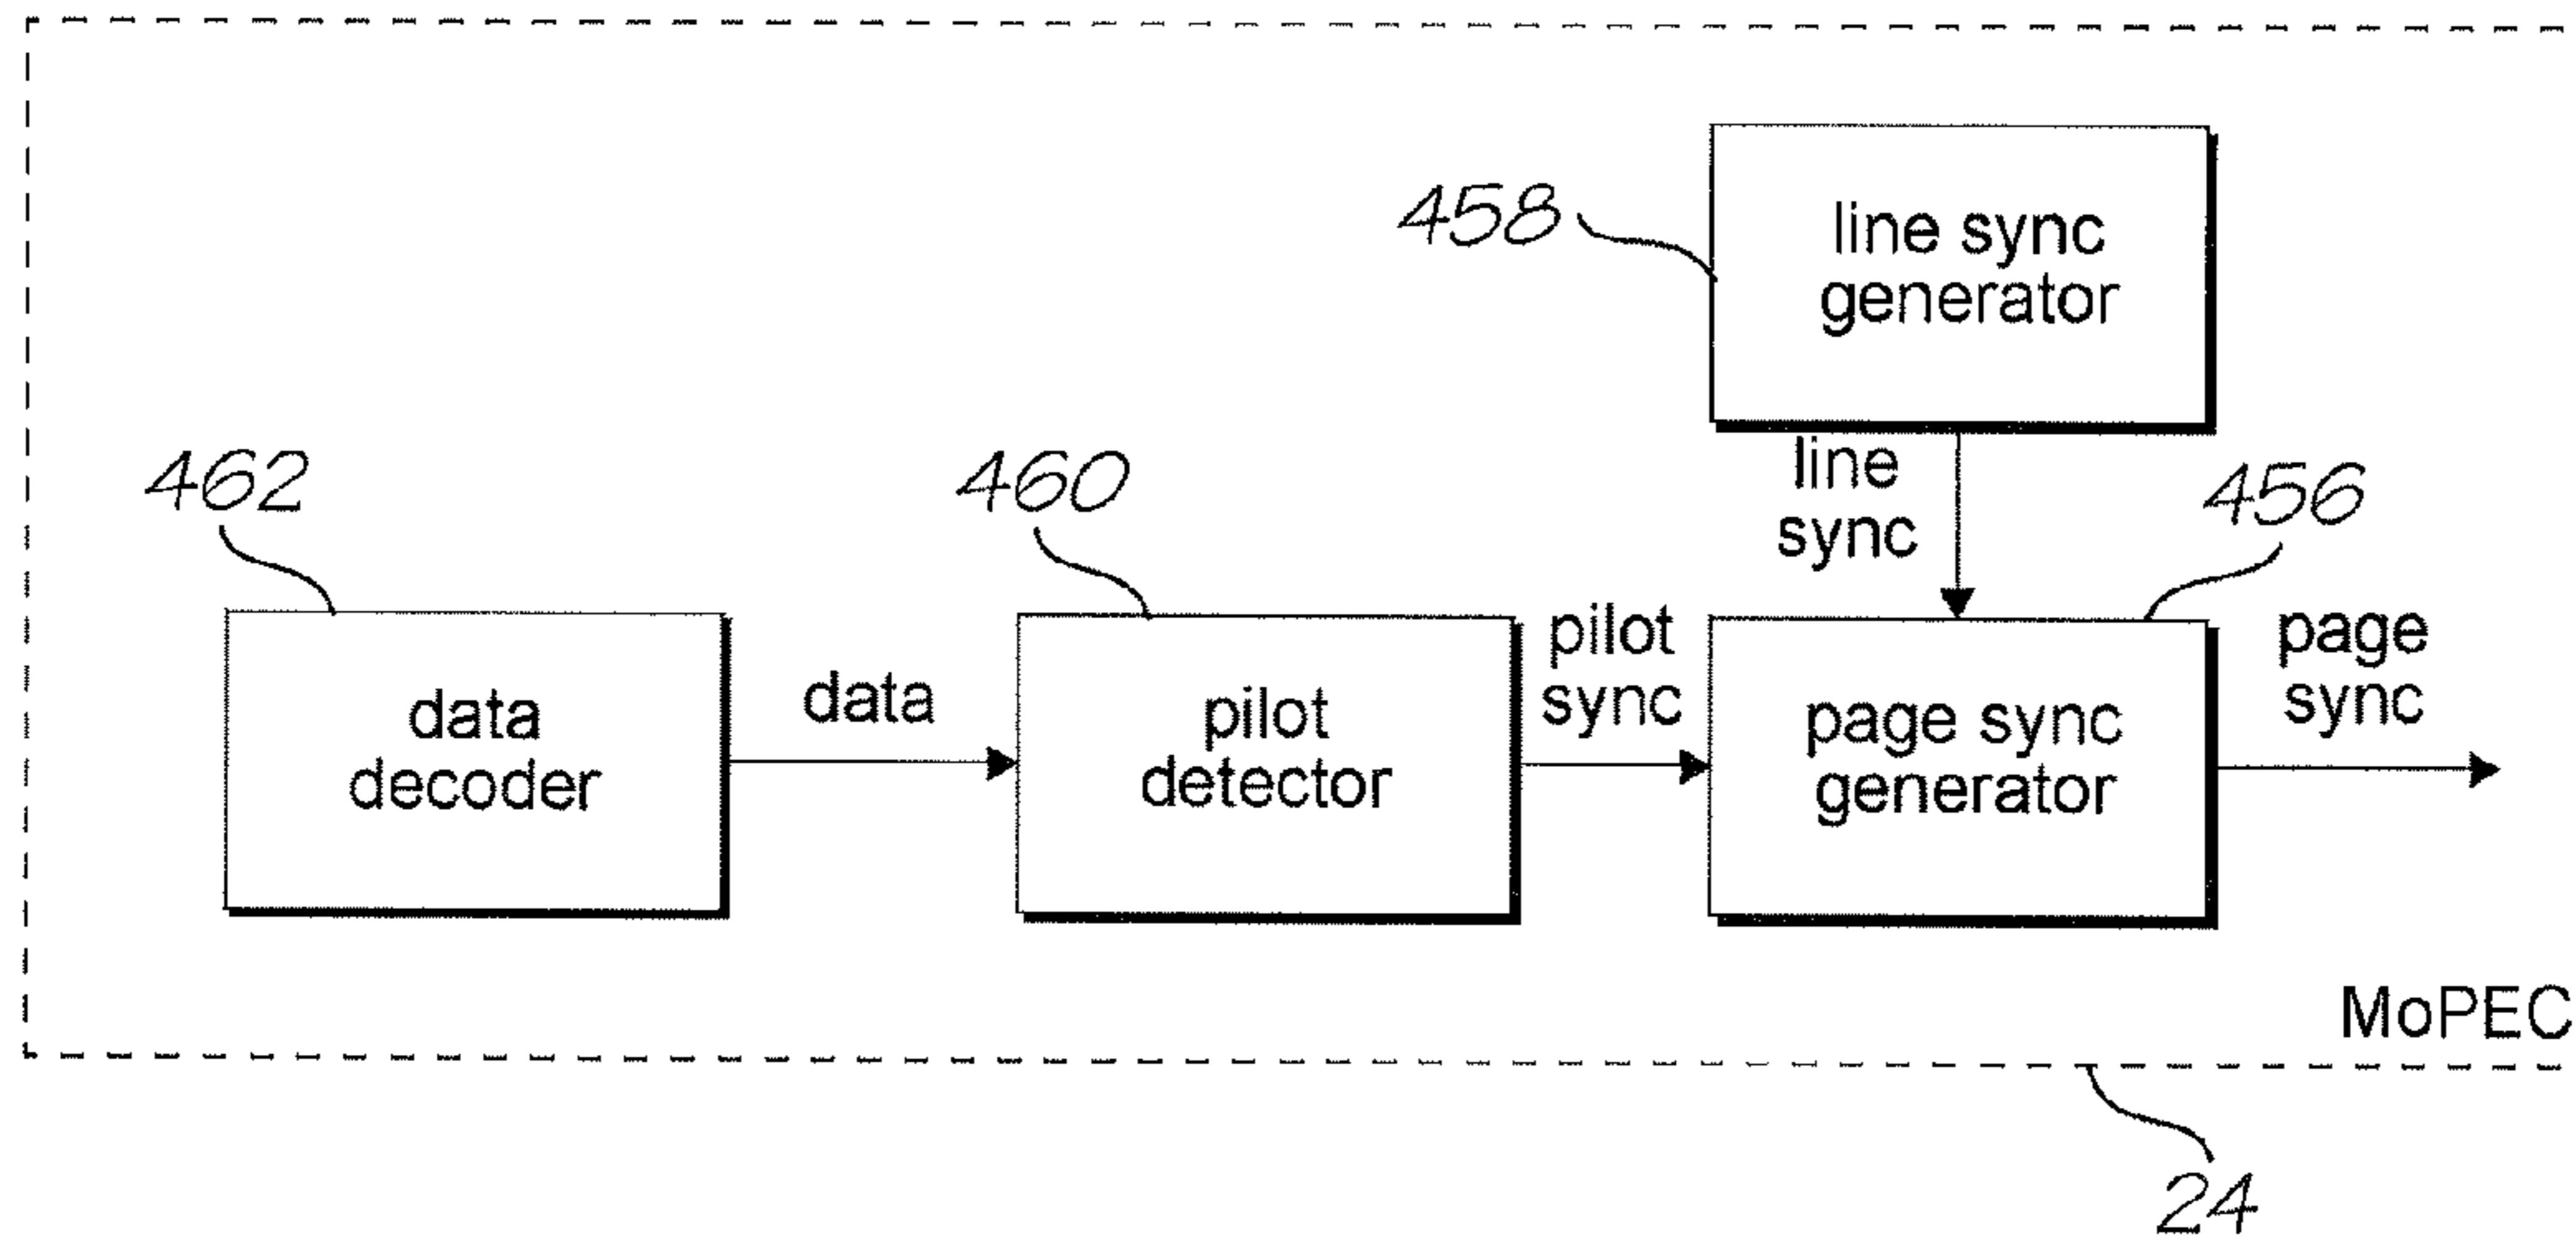 458
line sync
generator
line
sync
462
460
456
data
decoder
data
pilot
detector
pilot
sync
page sync
generator
page
sync
MoPEC
24